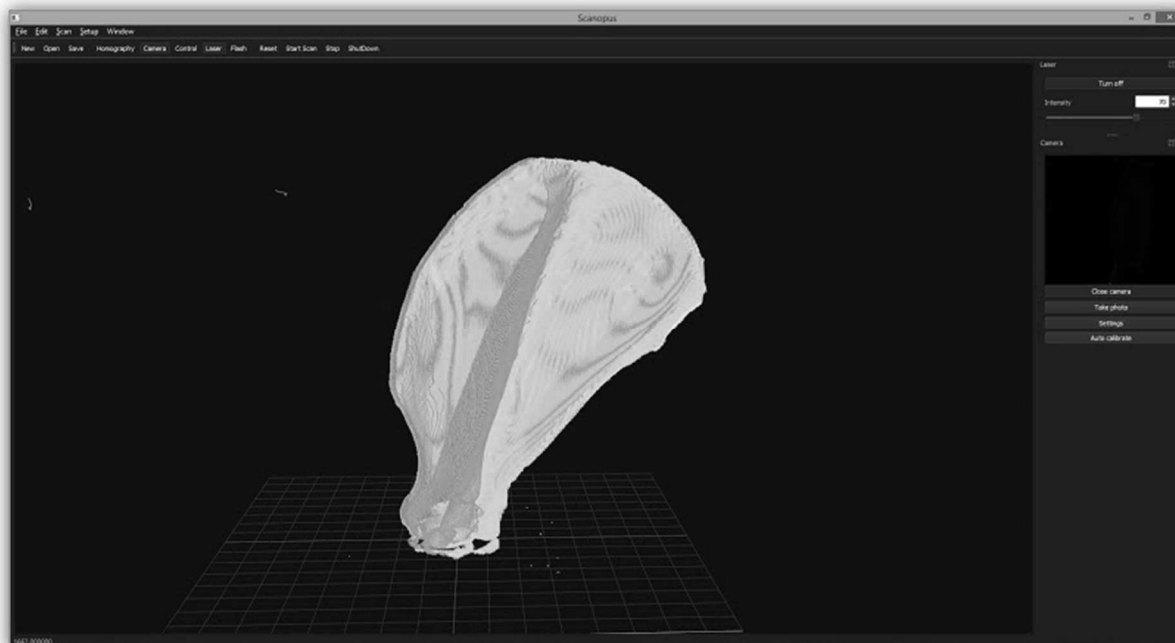 Scanopus
File Edit Scan Setup Window
New Open Save Homography Camera Control Laser Flash Reset Start Scan Stop ShutDown
Laser
Turn off
Intensity
Camera
Close camera
Take photo
Settings
Auto calibrate